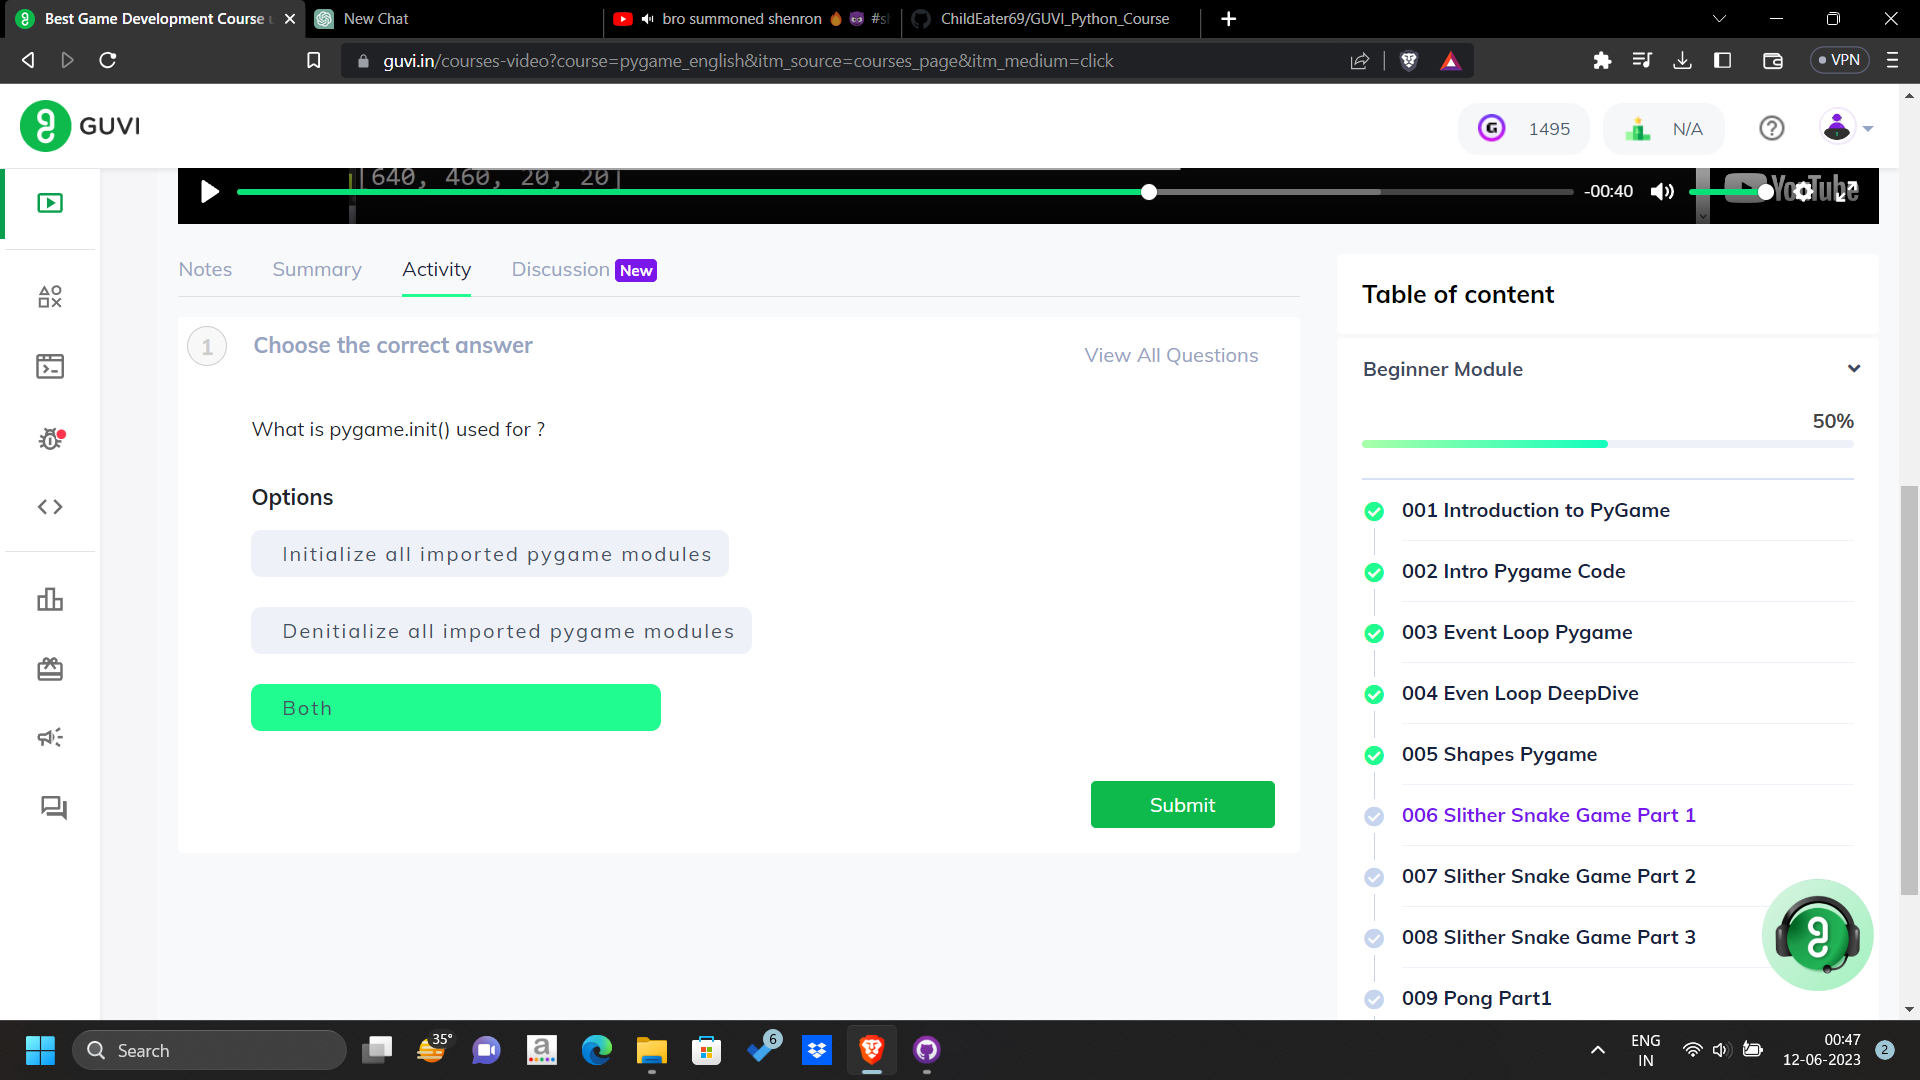 Best Game Development Course u
New Chat
bro summoned shenron
#sh
ChildEater69/GUVI_Python_Course
guvi.in/courses-video?course=pygame_english&itm_source=courses_page&itm_medium=click
VPN
GUVI
G
1495
N/A
[640, 460, 20, 20]
-00:40
YouTube
Notes
Summary
Activity
Discussion New
1
Choose the correct answer
View All Questions
What is pygame.init() used for ?
Options
Initialize all imported pygame modules
Denitialize all imported pygame modules
Both
Submit
Table of content
Beginner Module
50%
001 Introduction to PyGame
002 Intro Pygame Code
003 Event Loop Pygame
004 Even Loop DeepDive
005 Shapes Pygame
006 Slither Snake Game Part 1
007 Slither Snake Game Part 2
008 Slither Snake Game Part 3
009 Pong Part1
Search
35°
a
6
ENG
IN
00:47
12-06-2023
2